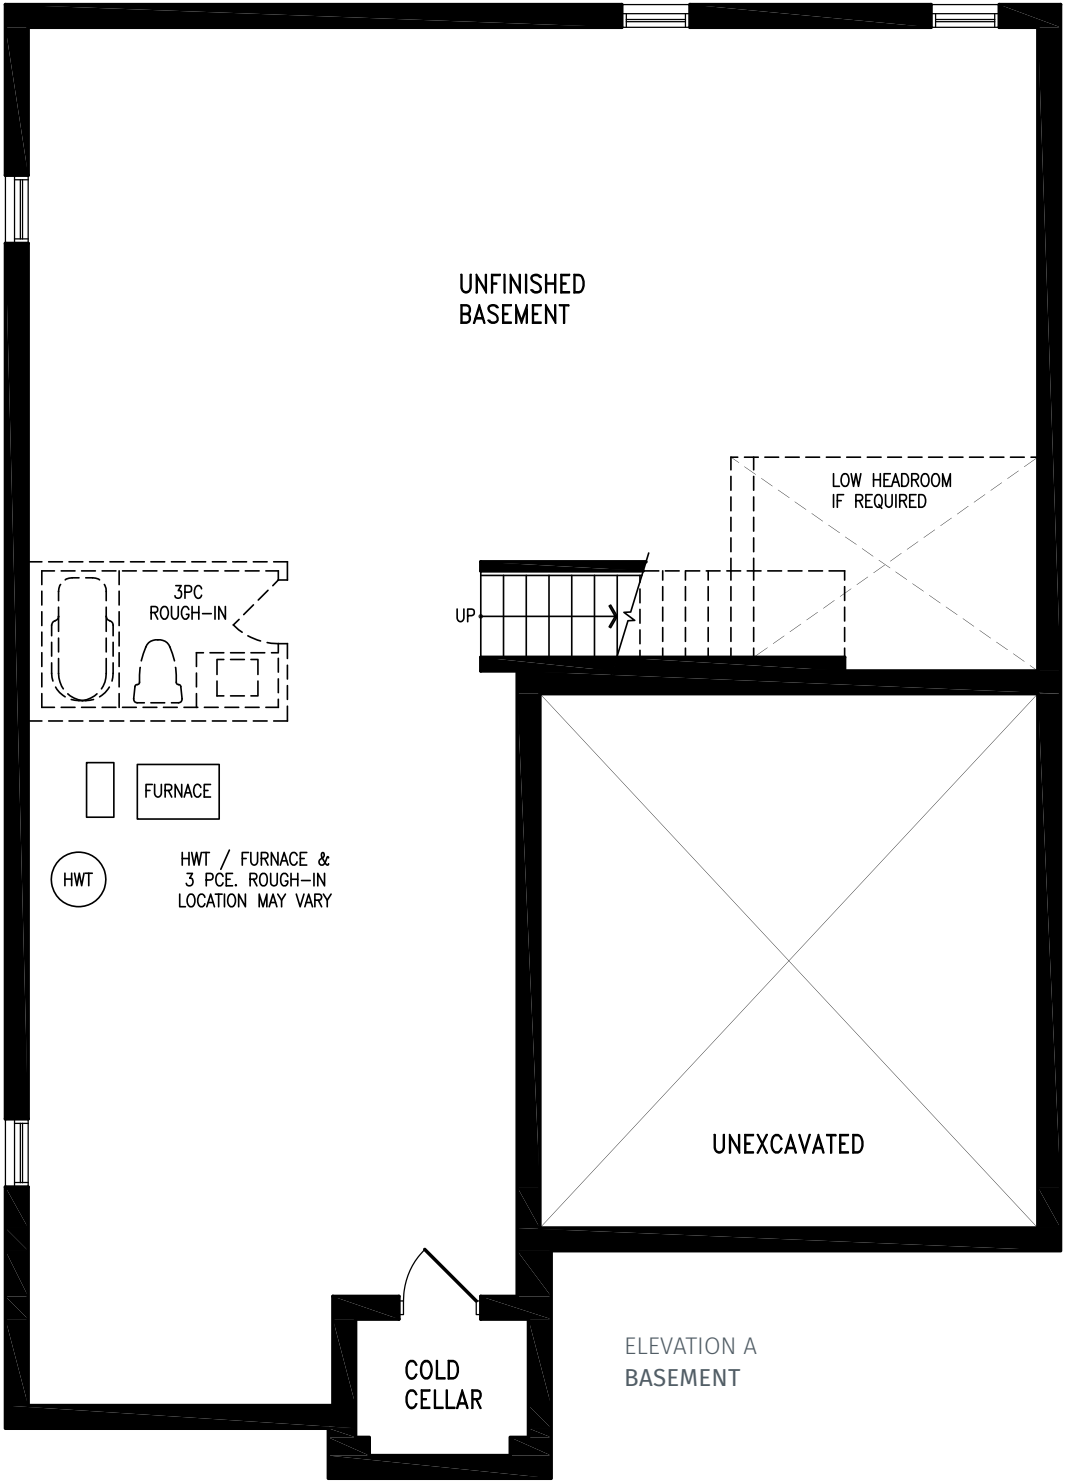 UNFINISHED
BASEMENT
LOW HEADROOM
IF REQUIRED
3PC
ROUGH-IN
UP
FURNACE
HWT
HWT / FURNACE &
3 PCE. ROUGH-IN
LOCATION MAY VARY
UNEXCAVATED
COLD
CELLAR
ELEVATION A
BASEMENT